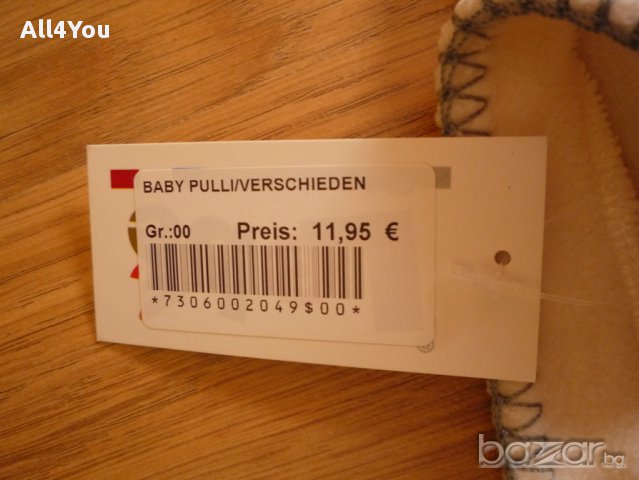 All4You
BABY PULLI/VERSCHIEDEN
Gr.:00 Preis: 11,95 €
*7306002049$00*
bazar.bg